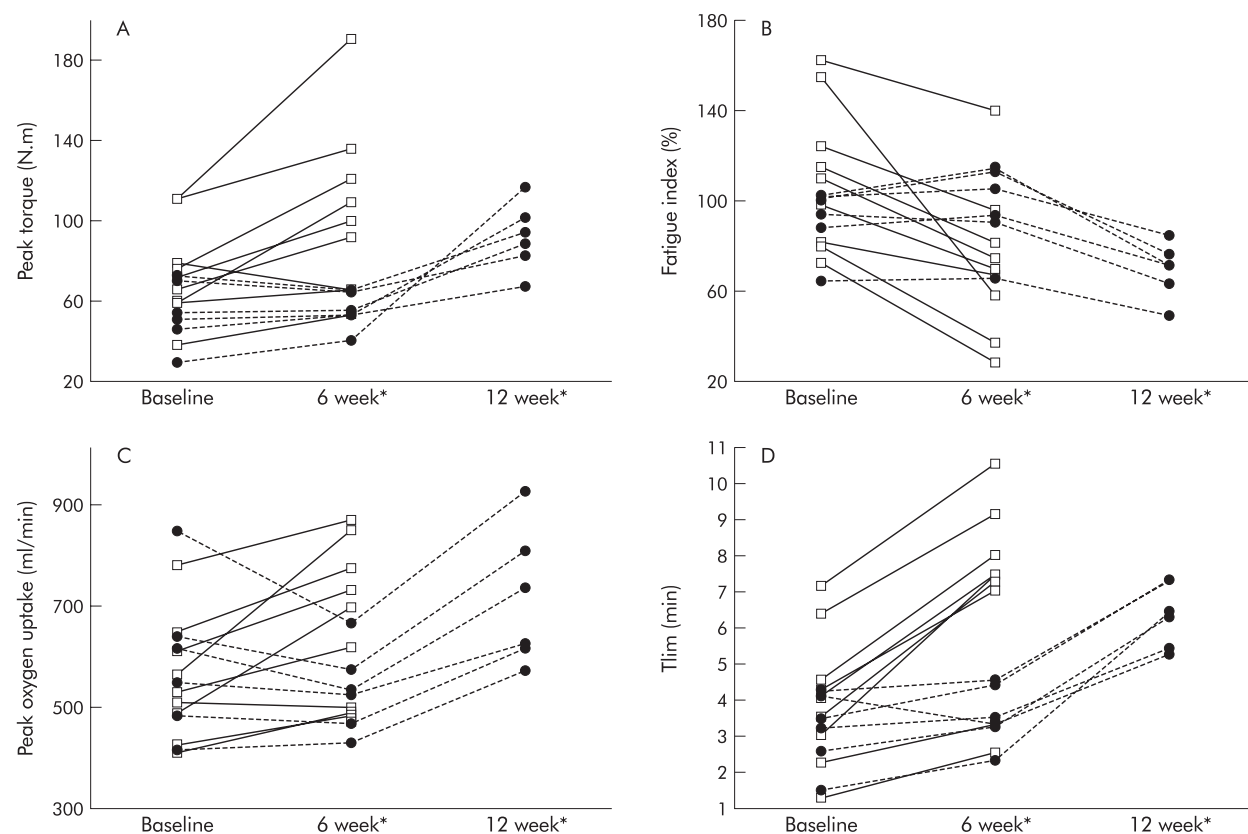 A
Peak torque (N.m)
180
140
100
60
20
Baseline
6 week*
12 week*
B
Fatigue index (%)
180
140
100
60
20
Baseline
6 week*
12 week*
C
Peak oxygen uptake (ml/min)
900
700
500
300
Baseline
6 week*
12 week*
D
Tlim (min)
11
10
9
8
7
6
5
4
3
2
1
Baseline
6 week*
12 week*